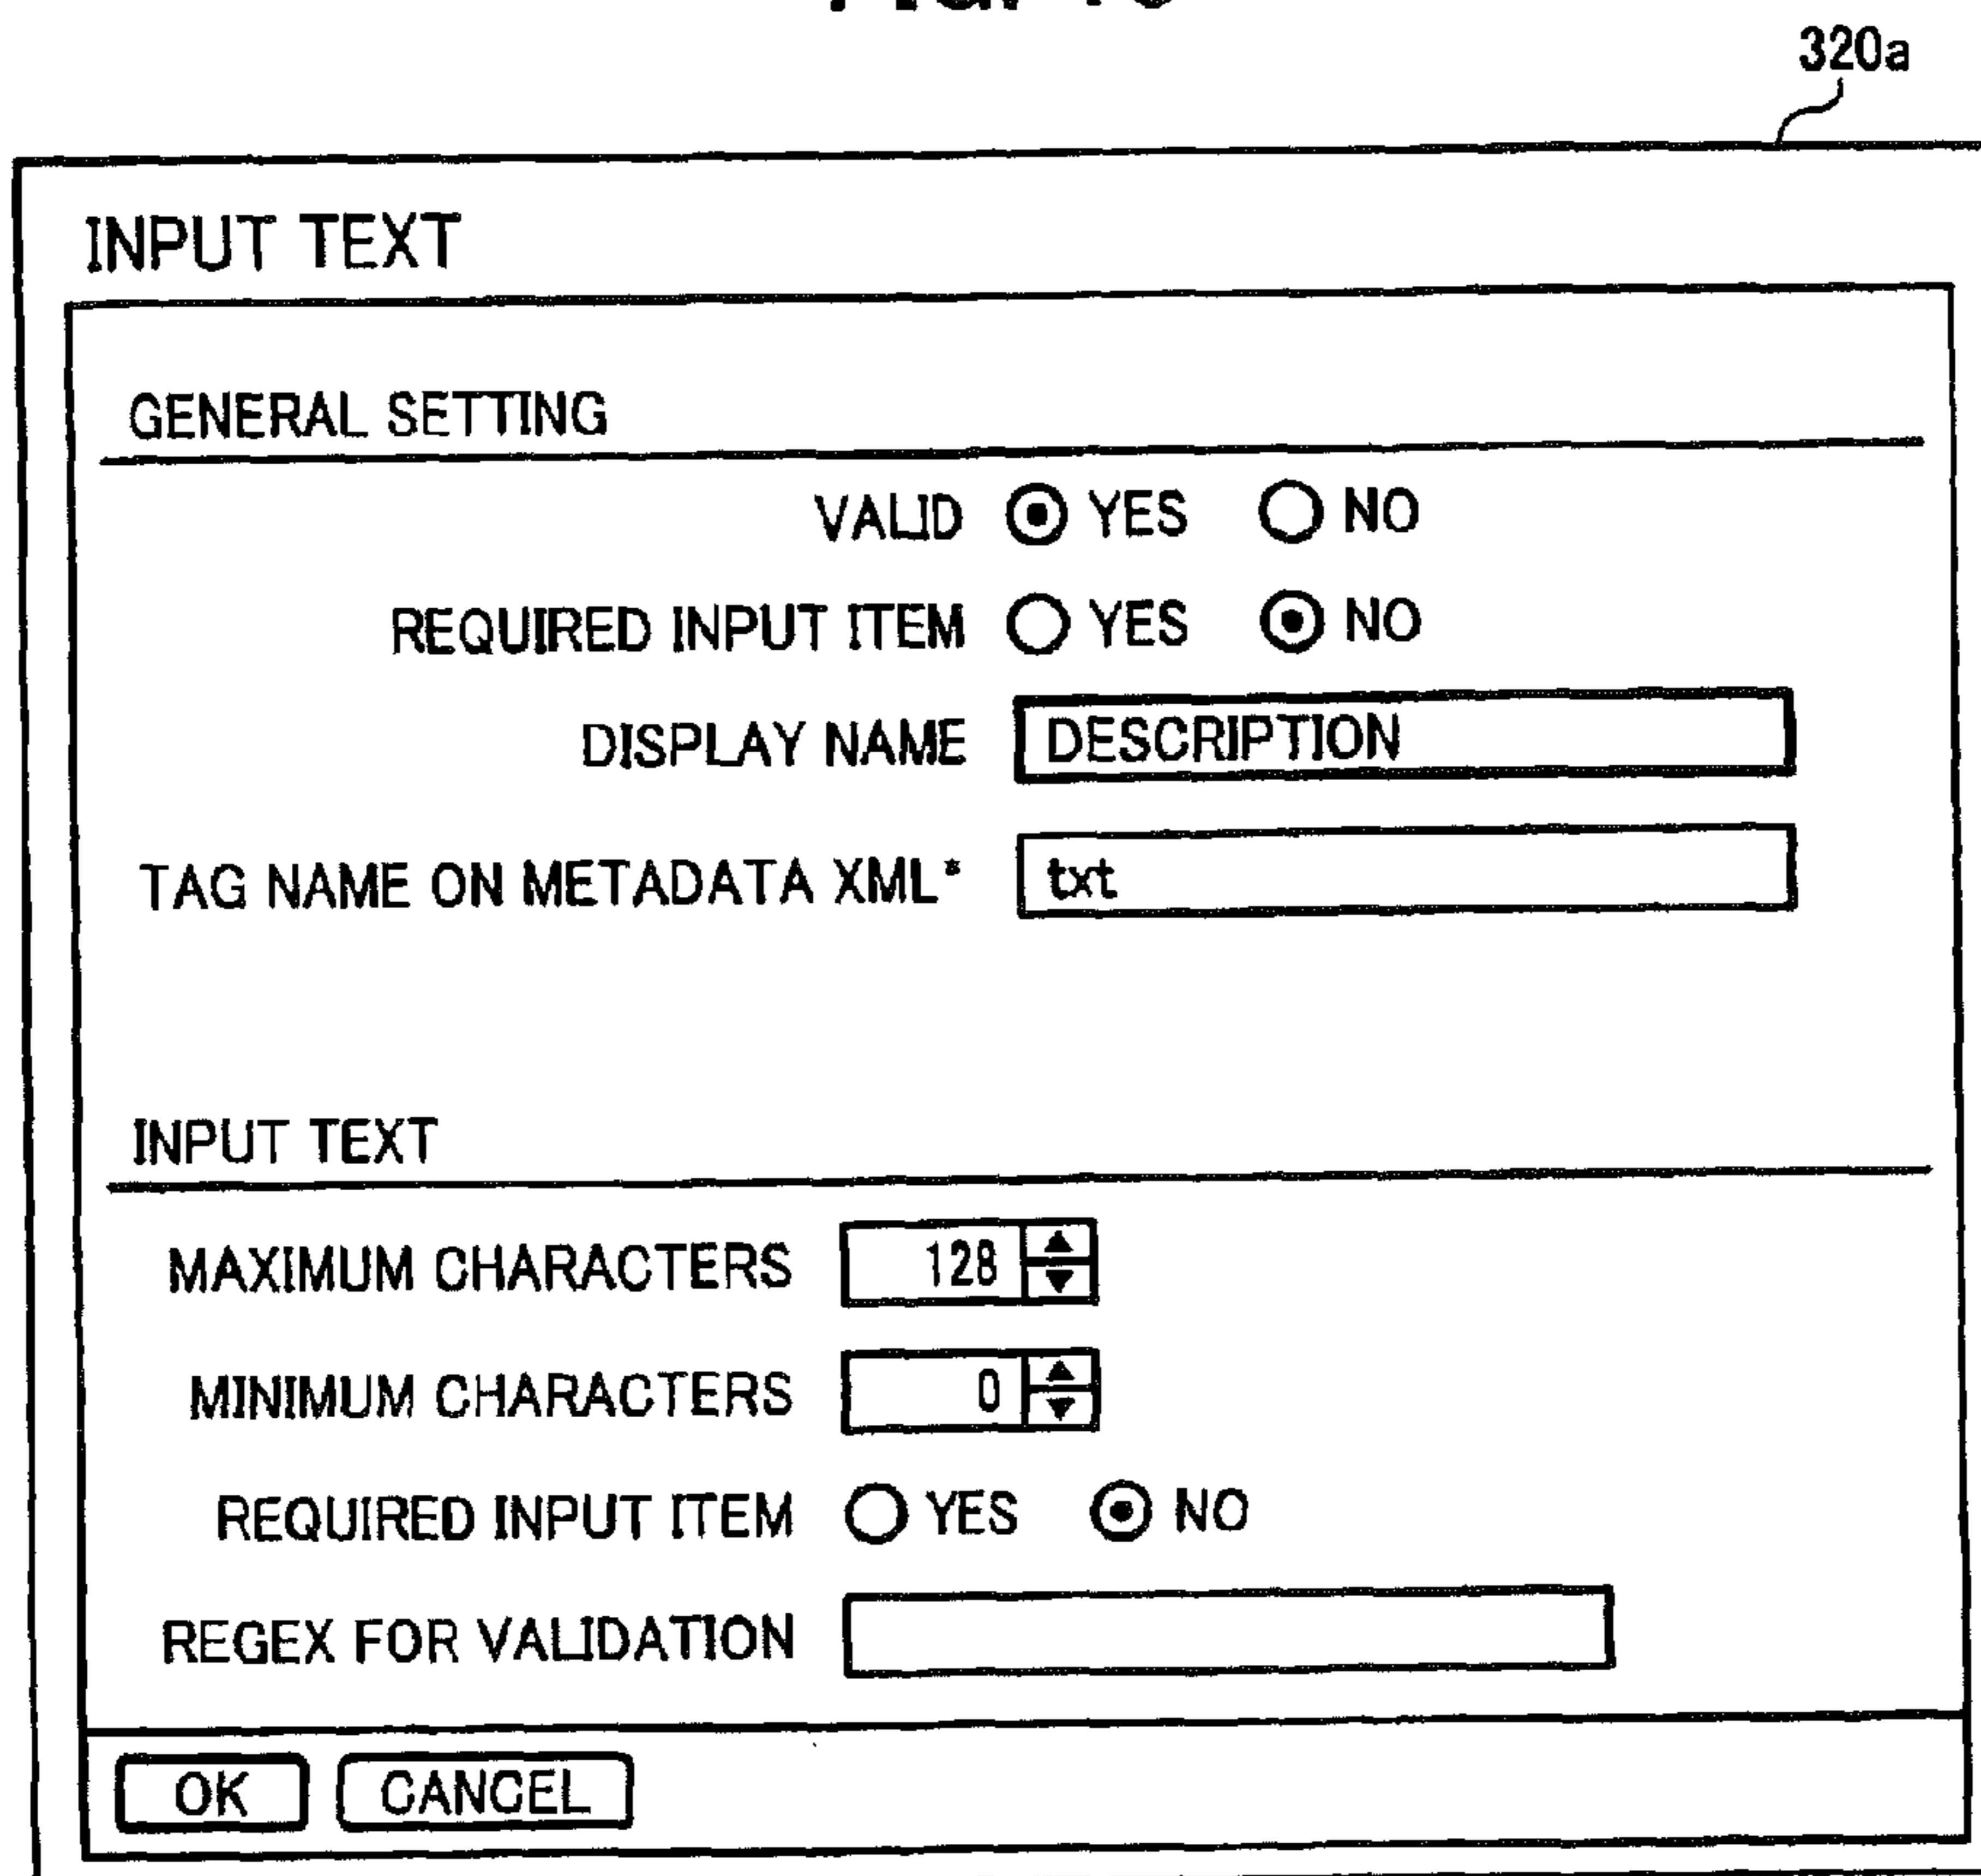 320a
INPUT TEXT
GENERAL SETTING
VALID YES NO
REQUIRED INPUT ITEM YES NO
DISPLAY NAME DESCRIPTION
TAG NAME ON METADATA XML* txt
INPUT TEXT
MAXIMUM CHARACTERS 128
MINIMUM CHARACTERS 0
REQUIRED INPUT ITEM YES NO
REGEX FOR VALIDATION
OK CANCEL